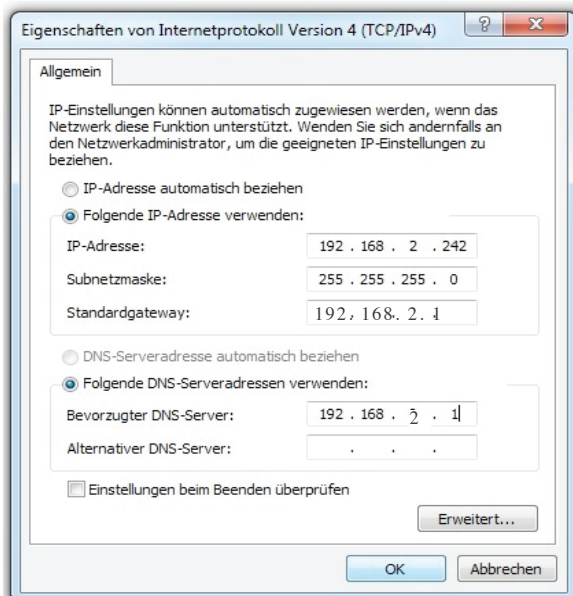 Eigenschaften von Internetprotokoll Version 4 (TCP/IPv4)
Allgemein
IP-Einstellungen können automatisch zugewiesen werden, wenn das
Netzwerk diese Funktion unterstützt. Wenden Sie sich andernfalls an
den Netzwerkadministrator, um die geeigneten IP-Einstellungen zu
beziehen.
IP-Adresse automatisch beziehen
Folgende IP-Adresse verwenden:
IP-Adresse: 192 . 168 . 2 . 242
Subnetzmaske: 255 . 255 . 255 . 0
Standardgateway: 192 . 168 . 2 . 1
DNS-Serveradresse automatisch beziehen
Folgende DNS-Serveradressen verwenden:
Bevorzugter DNS-Server: 192 . 168 . 2 . 1
Alternativer DNS-Server: . . .
Einstellungen beim Beenden überprüfen
Erweitert...
OK Abbrechen